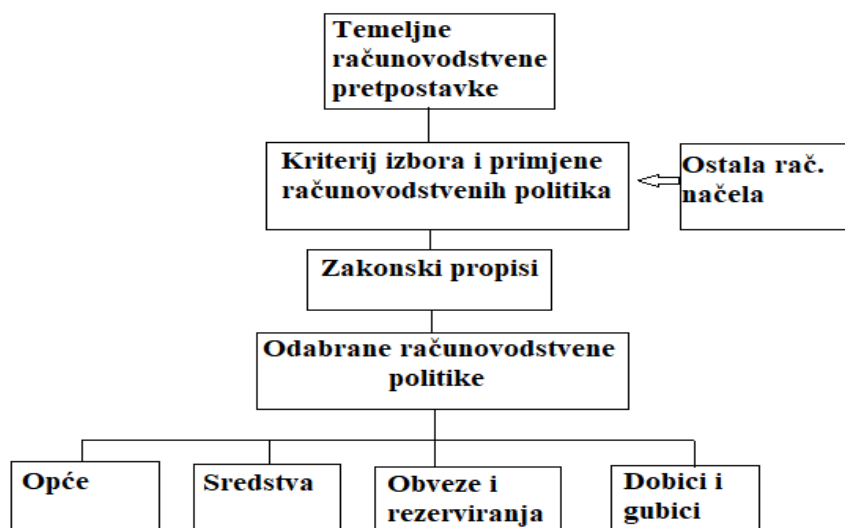 Temeljne
računovodstvene
pretpostavke
Kriterij izbora i primjene
računovodstvenih politika
Ostala rač.
načela
Zakonski propisi
Odabrane računovodstvene
politike
Opće
Sredstva
Obveze i
rezerviranja
Dobici i
gubici